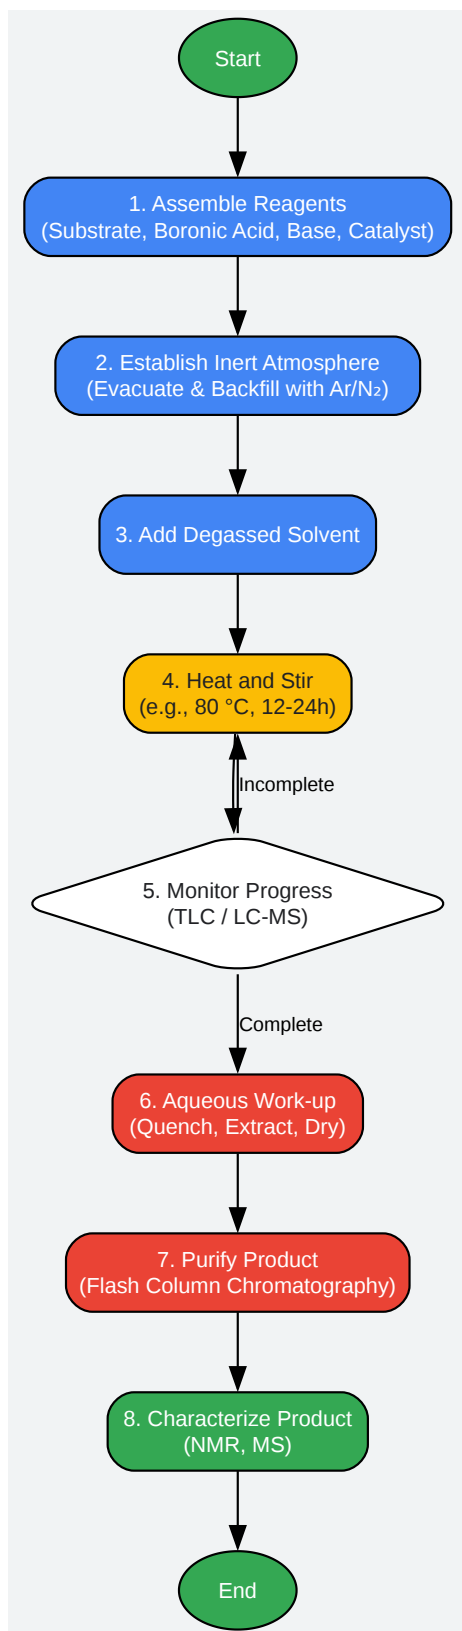 Start
1. Assemble Reagents
(Substrate, Boronic Acid, Base, Catalyst)
2. Establish Inert Atmosphere
(Evacuate & Backfill with Ar/N₂)
3. Add Degassed Solvent
4. Heat and Stir
(e.g., 80 °C, 12-24h)
Incomplete
5. Monitor Progress
(TLC / LC-MS)
Complete
6. Aqueous Work-up
(Quench, Extract, Dry)
7. Purify Product
(Flash Column Chromatography)
8. Characterize Product
(NMR, MS)
End